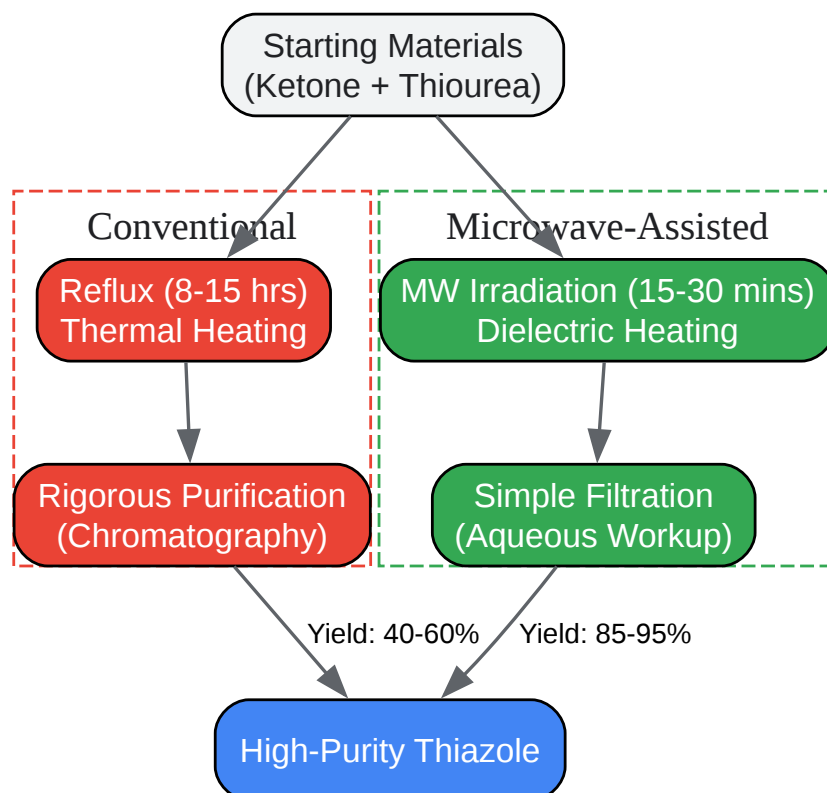 Starting Materials
(Ketone + Thiourea)
Conventional
Microwave-Assisted
Reflux (8-15 hrs)
Thermal Heating
MW Irradiation (15-30 mins)
Dielectric Heating
Rigorous Purification
(Chromatography)
Simple Filtration
(Aqueous Workup)
Yield: 40-60%
Yield: 85-95%
High-Purity Thiazole